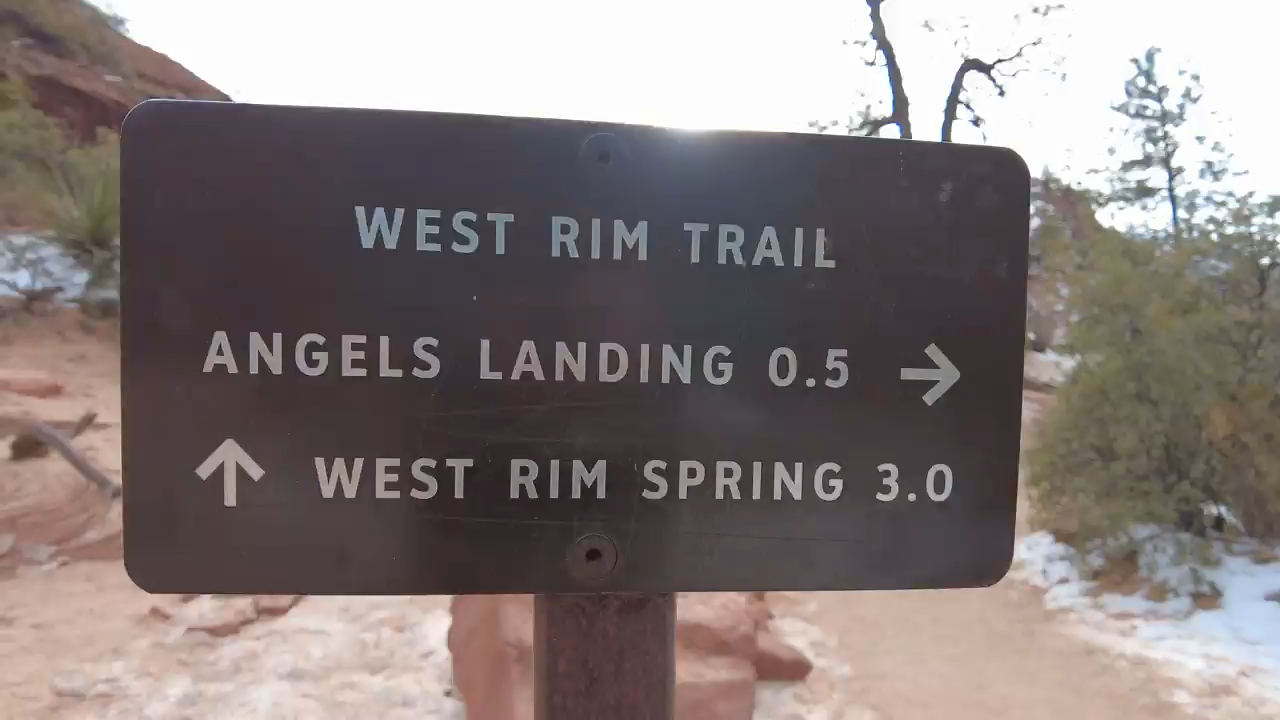 WEST RIM TRAIL
ANGELS LANDING 0.5 →
↑ WEST RIM SPRING 3.0